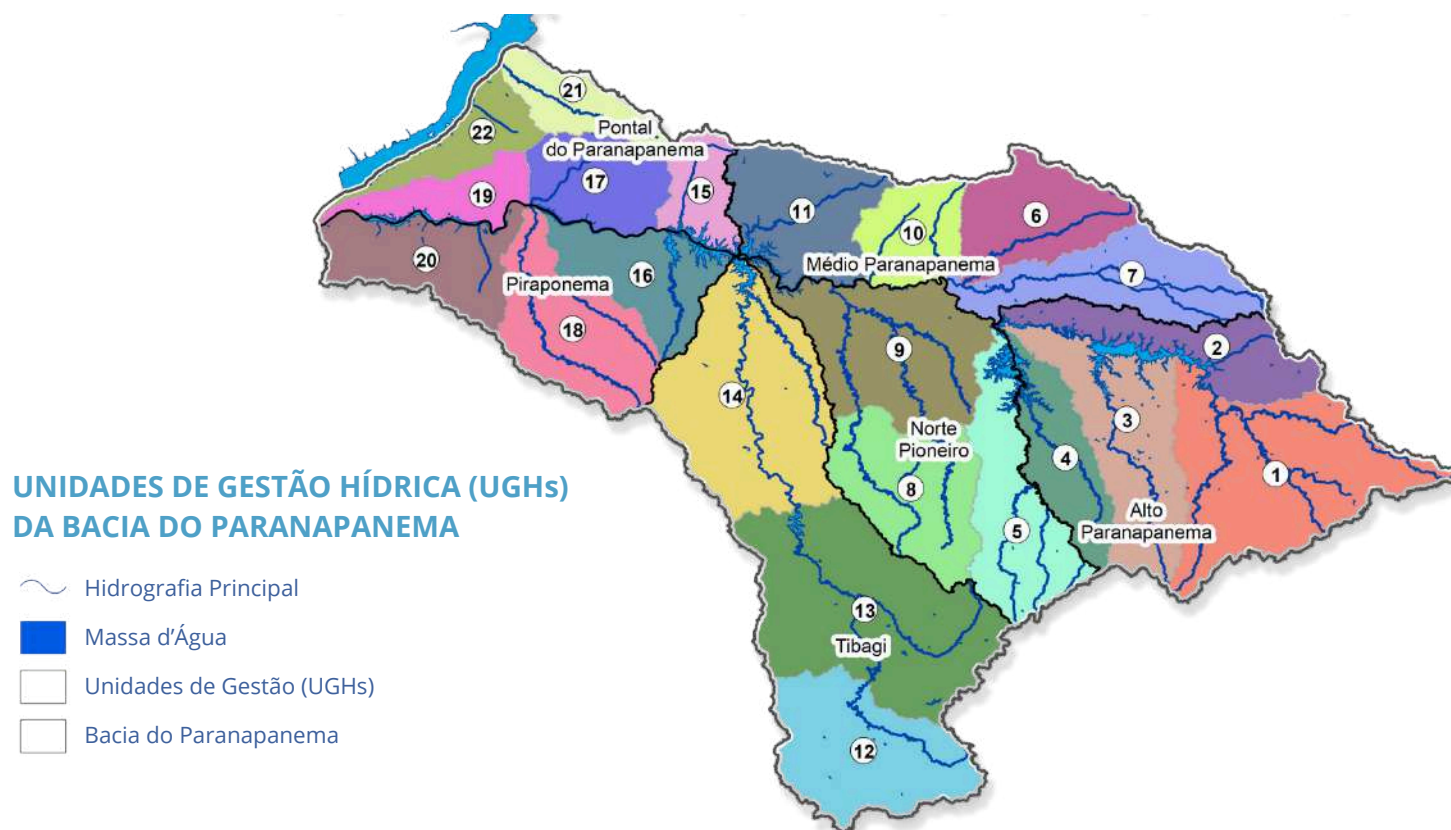 21
Pontal
do Paranapanema
22
17
15
19
11
10
6
20
Piraponema
16
Médio Paranapanema
7
18
9
2
14
3
Norte
Pioneiro
4
1
8
Alto
Paranapanema
5
13
Tibagi
12
UNIDADES DE GESTÃO HÍDRICA (UGHs)
DA BACIA DO PARANAPANEMA
Hidrografia Principal
Massa d'Água
Unidades de Gestão (UGHs)
Bacia do Paranapanema